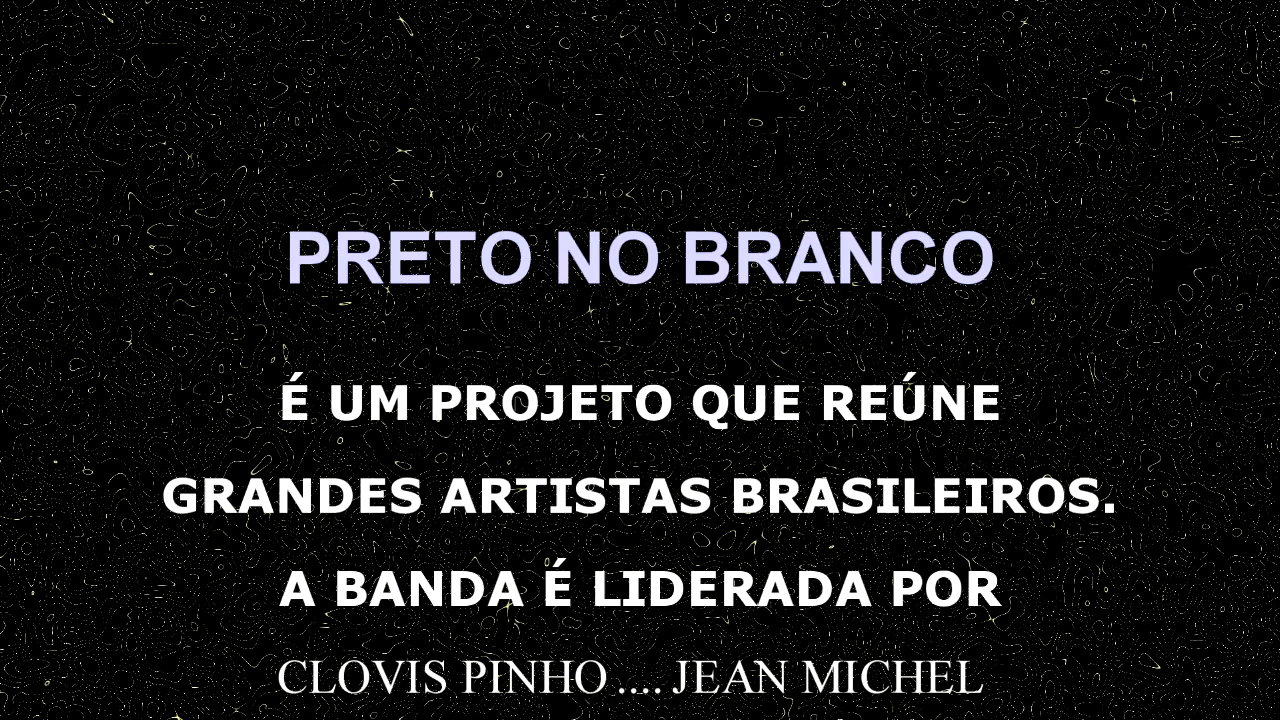 PRETO NO BRANCO
É UM PROJETO QUE REÚNE
GRANDES ARTISTAS BRASILEIROS.
A BANDA É LIDERADA POR
CLOVIS PINHO .... JEAN MICHEL